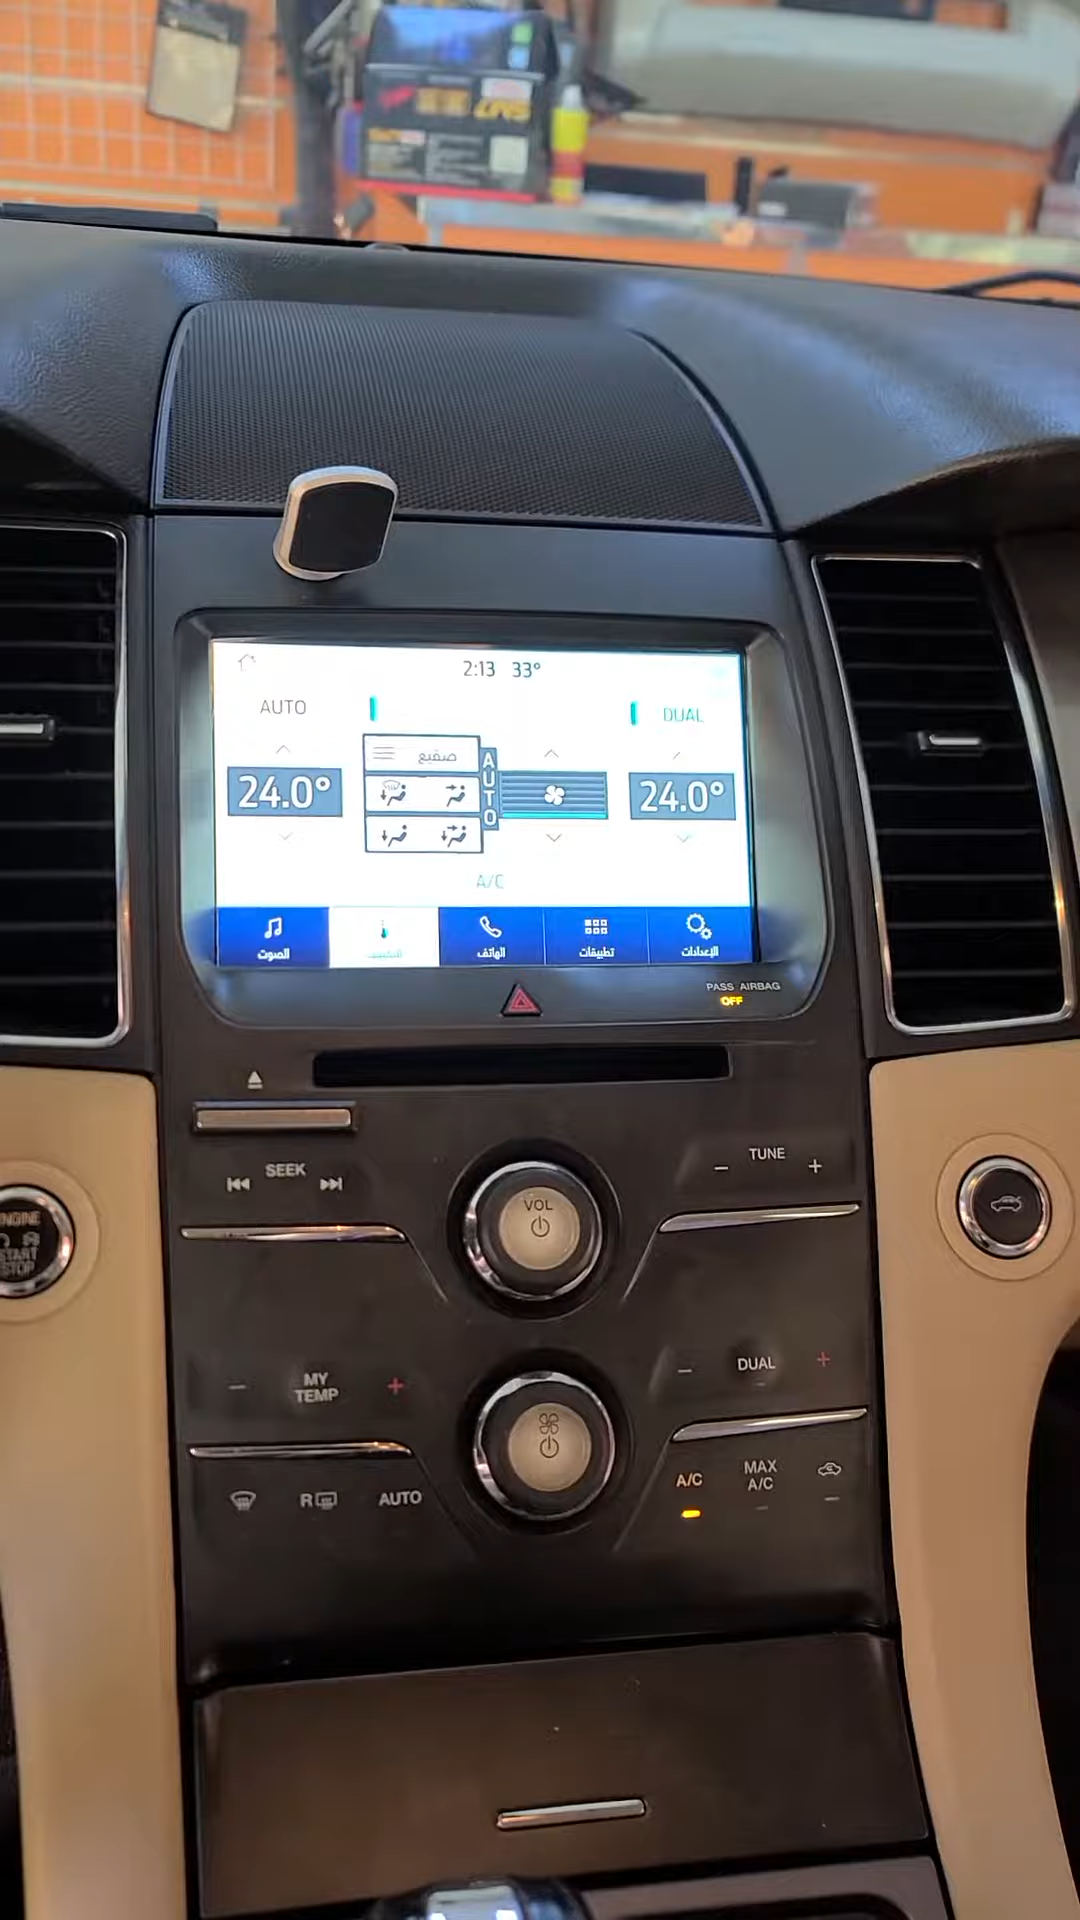 2:13 33°
AUTO
DUAL
صقيع
AUTO
24.0°
24.0°
A/C
الصوت
الهاتف
تطبيقات
الإعدادات
PASS AIRBAG
OFF
SEEK
TUNE
VOL
ENGINE
START
STOP
MY
TEMP
DUAL
R
AUTO
A/C
MAX
A/C